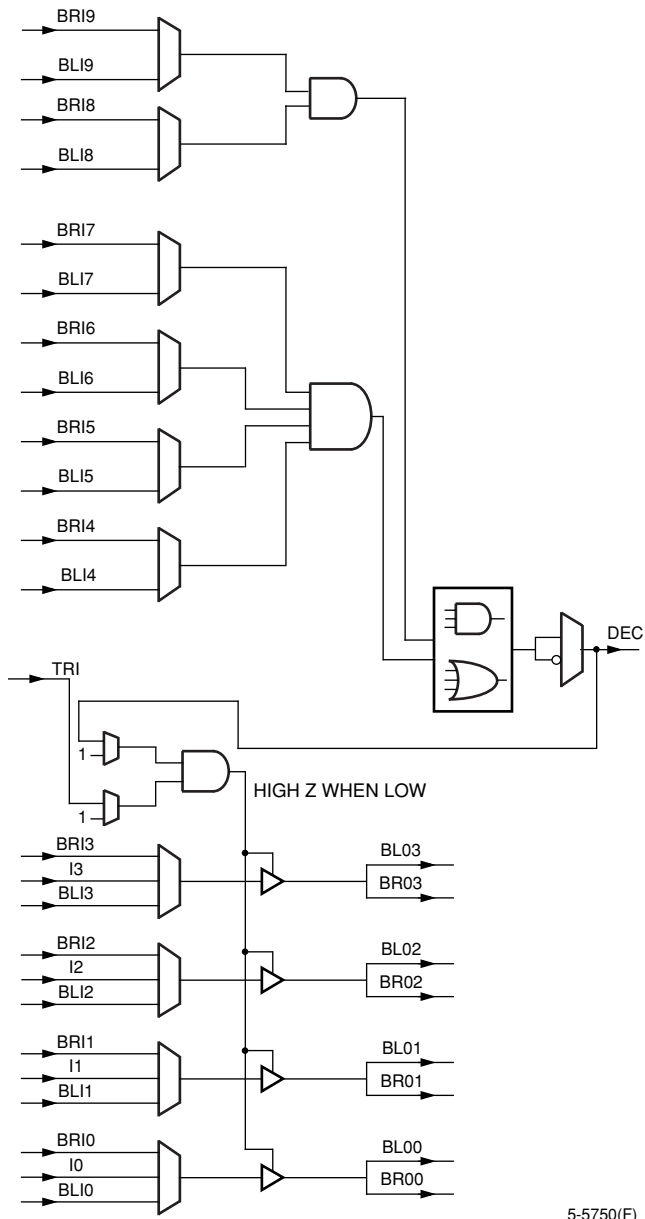 BRI9
BLI9
BRI8
BLI8
BRI7
BLI7
BRI6
BLI6
BRI5
BLI5
BRI4
BLI4
DEC
TRI
1
HIGH Z WHEN LOW
1
BRI3
I3
BLI3
BL03
BR03
BRI2
I2
BLI2
BL02
BR02
BRI1
I1
BLI1
BL01
BR01
BRI0
I0
BLI0
BL00
BR00
5-5750(F)